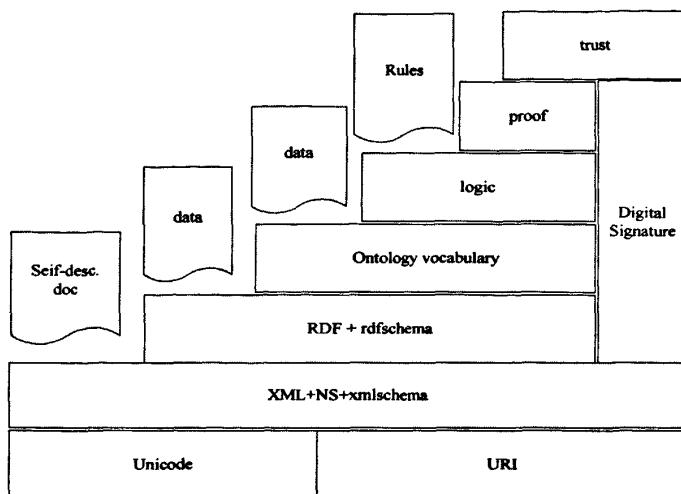 trust
Rules
proof
data
logic
data
Digital
Signature
Ontology vocabulary
Seif-desc.
doc
RDF + rdfschema
XML+NS+xmlschema
Unicode
URI